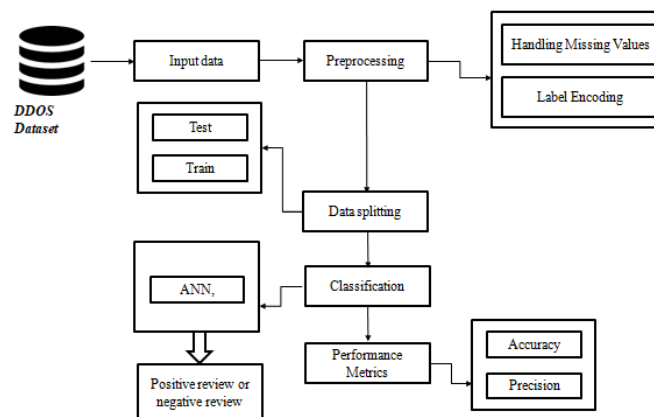 DDOS
Dataset
Input data
Preprocessing
Handling Missing Values
Label Encoding
Test
Train
Data splitting
ANN,
Classification
Performance
Metrics
Accuracy
Precision
Positive review or
negative review